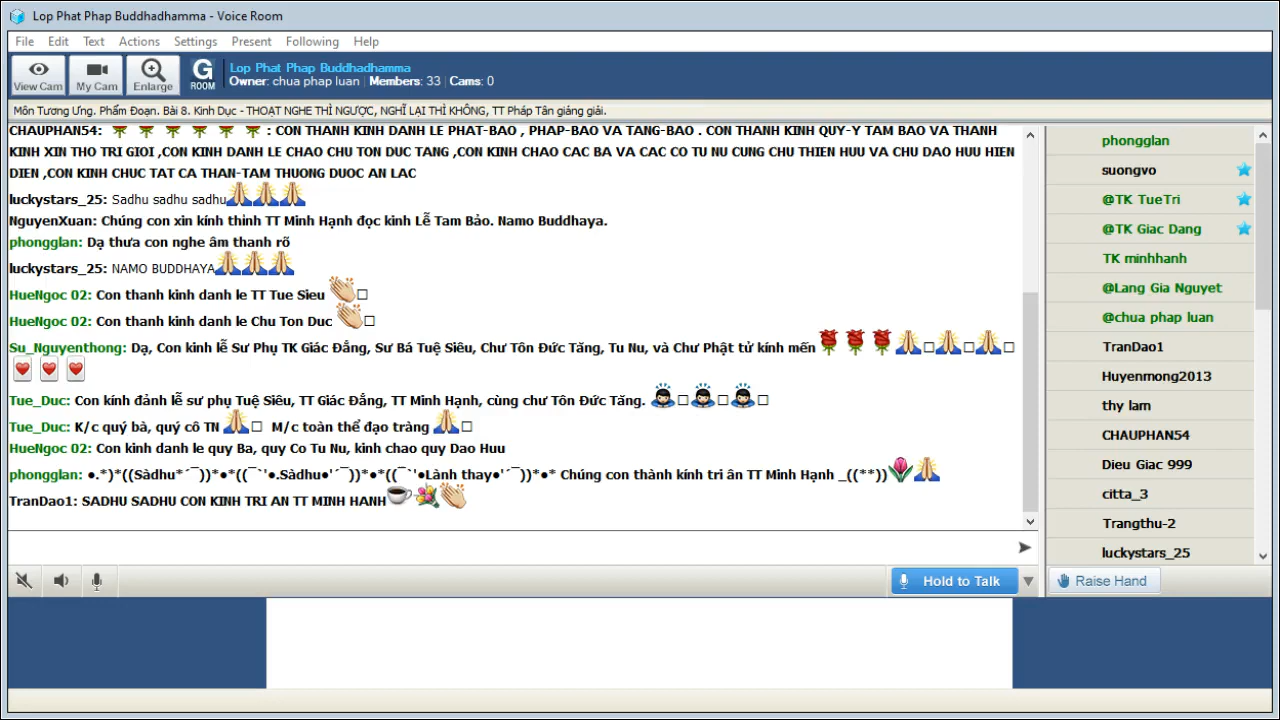 Lop Phat Phap Buddhadhamma - Voice Room
File Edit Text Actions Settings Present Following Help
View Cam
My Cam
Enlarge
G
ROOM
Lop Phat Phap Buddhadhamma
Owner: chua phap luan | Members: 33 | Cams: 0
Môn Tương Ưng. Phẩm Đoạn. Bài 8. Kinh Dục - THOẠT NGHE THÌ NGƯỢC, NGHĨ LẠI THÌ KHÔNG, TT Pháp Tân giảng giải.
CHAUPHAN54: 🌹 🌹 🌹 🌹 🌹 🌹 : CON THANH KINH DANH LE PHAT-BAO , PHAP-BAO VA TANG-BAO . CON THANH KINH QUY-Y TAM BAO VA THANH
KINH XIN THO TRI GIOI ,CON KINH DANH LE CHAO CHU TON DUC TANG ,CON KINH CHAO CAC BA VA CAC CO TU NU CUNG CHU THIEN HUU VA CHU DAO HUU HIEN
DIEN ,CON KINH CHUC TAT CA THAN-TAM THUONG DUOC AN LAC
luckystars_25: Sadhu sadhu sadhu🙏🙏🙏
NguyenXuan: Chúng con xin kính thỉnh TT Minh Hạnh đọc kinh Lễ Tam Bảo. Namo Buddhaya.
phongglan: Dạ thưa con nghe âm thanh rõ
luckystars_25: NAMO BUDDHAYA🙏🙏🙏
HueNgoc 02: Con thanh kinh danh le TT Tue Sieu 👏□
HueNgoc 02: Con thanh kinh danh le Chu Ton Duc 👏□
Su_Nguyenthong: Dạ, Con kính lễ Sư Phụ TK Giác Đẳng, Sư Bá Tuệ Siêu, Chư Tôn Đức Tăng, Tu Nu, và Chư Phật tử kính mến 🌹🌹🌹🙏□🙏□🙏□
Tue_Duc: Con kính đảnh lễ sư phụ Tuệ Siêu, TT Giác Đẳng, TT Minh Hạnh, cùng chư Tôn Đức Tăng. 🙇□🙇□🙇□
Tue_Duc: K/c quý bà, quý cô TN 🙏□ M/c toàn thể đạo tràng 🙏□
HueNgoc 02: Con kinh danh le quy Ba, quy Co Tu Nu, kinh chao quy Dao Huu
phongglan: •.*)*((Sàdhu*´¯))*•*((¯`'•.Sàdhu•'´¯))*•*((¯`'•Lành thay•'´¯))*•* Chúng con thành kính tri ân TT Minh Hạnh _((**))🌷🙏
TranDao1: SADHU SADHU CON KINH TRI AN TT MINH HANH☕💐👏
Hold to Talk
phongglan
suongvo
@TK TueTri
@TK Giac Dang
TK minhhanh
@Lang Gia Nguyet
@chua phap luan
TranDao1
Huyenmong2013
thy lam
CHAUPHAN54
Dieu Giac 999
citta_3
Trangthu-2
luckystars_25
Raise Hand